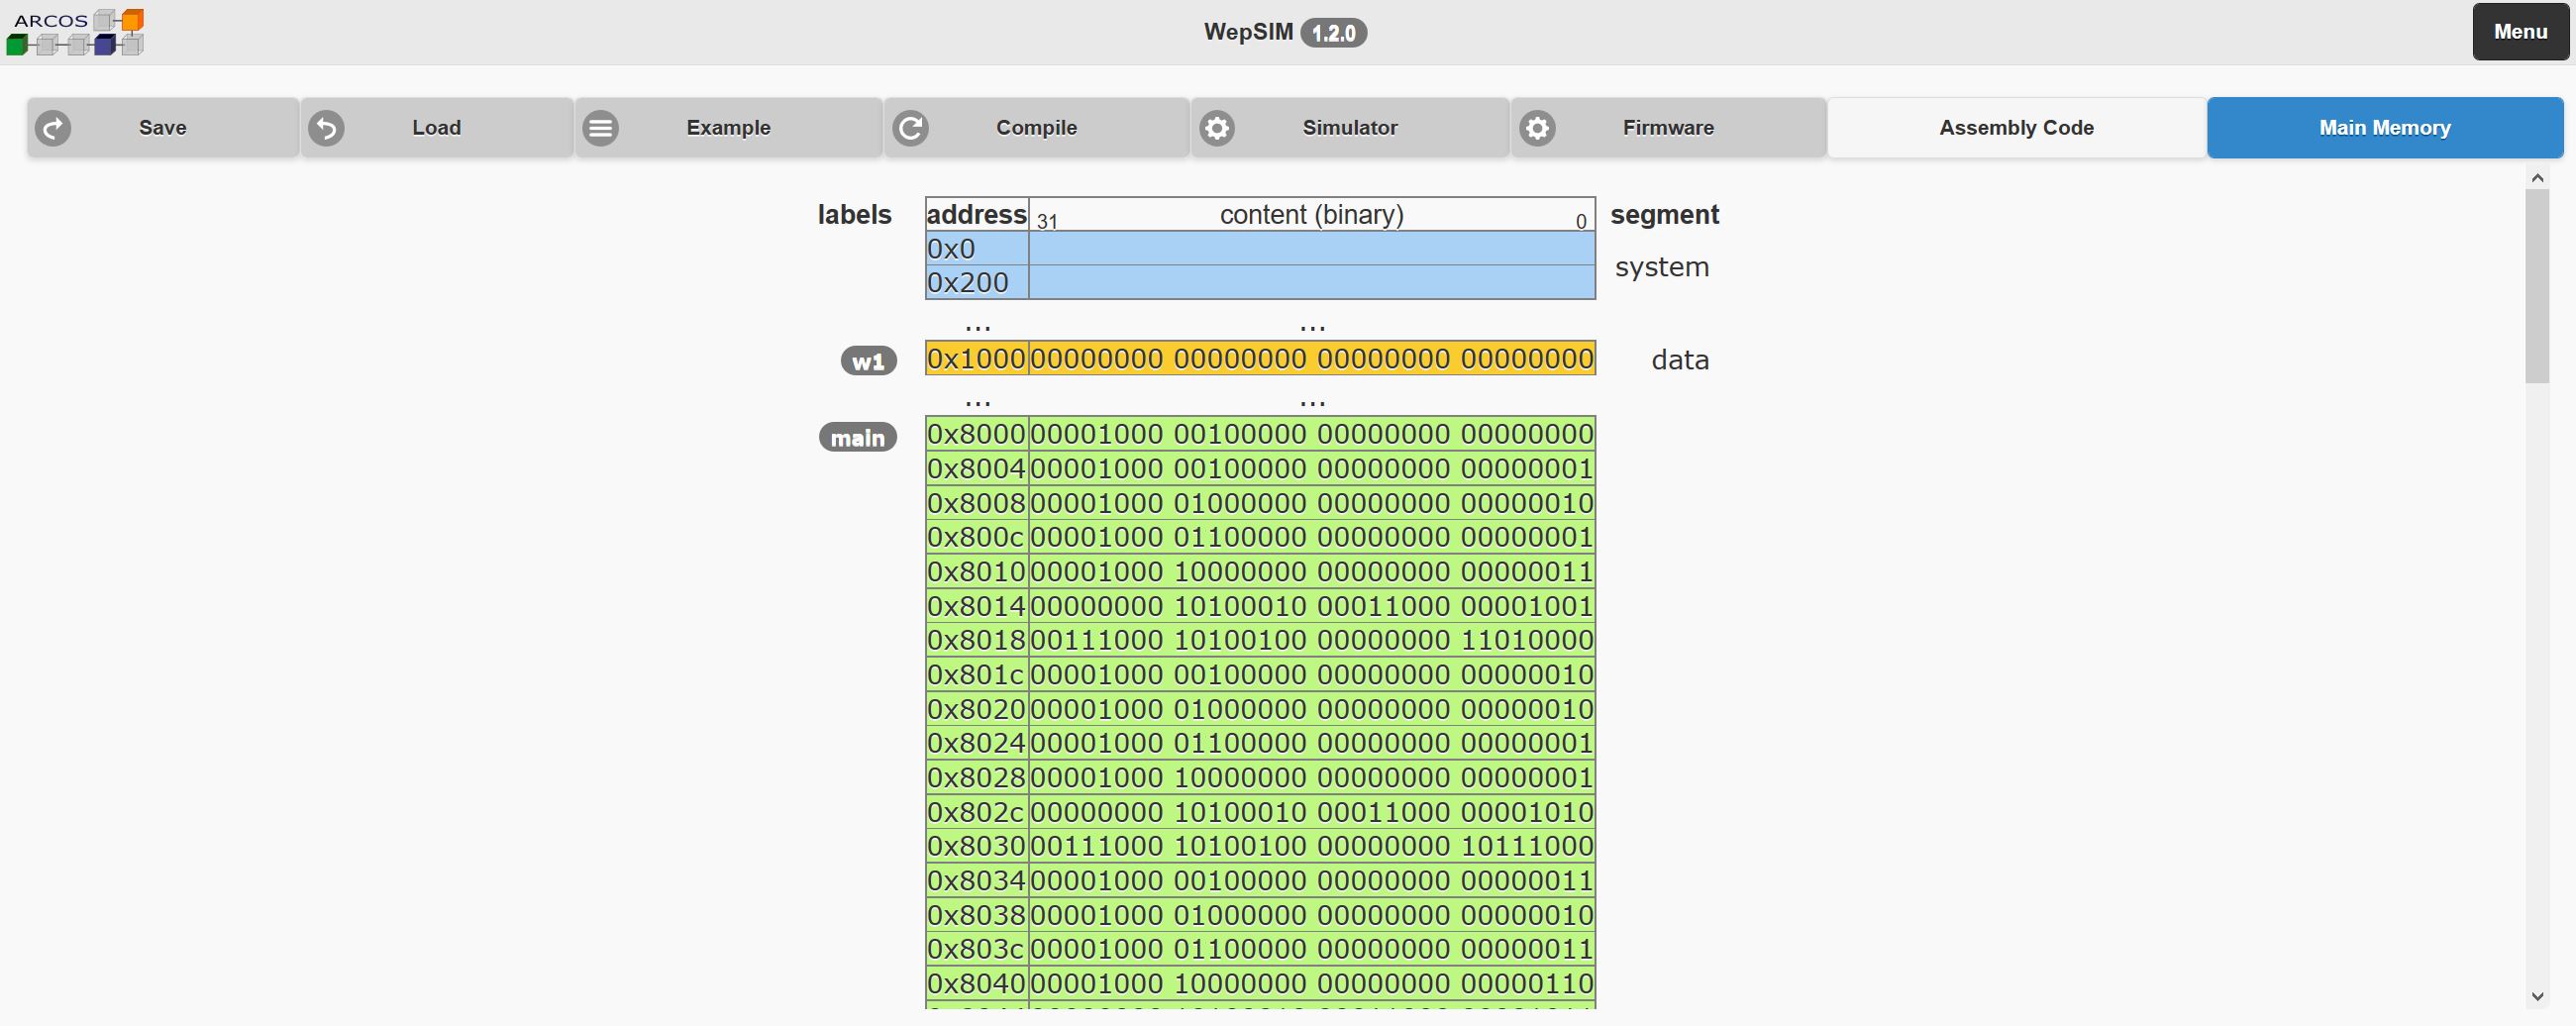 ARCOS
WepSIM 1.2.0
Menu
Save Load Example Compile Simulator Firmware Assembly Code Main Memory
labels address 31 content (binary) 0 segment
0x0
system
0x200
... ...
w1 0x1000 00000000 00000000 00000000 00000000 data
... ...
main 0x8000 00001000 00100000 00000000 00000000
0x8004 00001000 00100000 00000000 00000001
0x8008 00001000 01000000 00000000 00000010
0x800c 00001000 01100000 00000000 00000001
0x8010 00001000 10000000 00000000 00000011
0x8014 00000000 10100010 00011000 00001001
0x8018 00111000 10100100 00000000 11010000
0x801c 00001000 00100000 00000000 00000010
0x8020 00001000 01000000 00000000 00000010
0x8024 00001000 01100000 00000000 00000001
0x8028 00001000 10000000 00000000 00000001
0x802c 00000000 10100010 00011000 00001010
0x8030 00111000 10100100 00000000 10111000
0x8034 00001000 00100000 00000000 00000011
0x8038 00001000 01000000 00000000 00000010
0x803c 00001000 01100000 00000000 00000011
0x8040 00001000 10000000 00000000 00000110